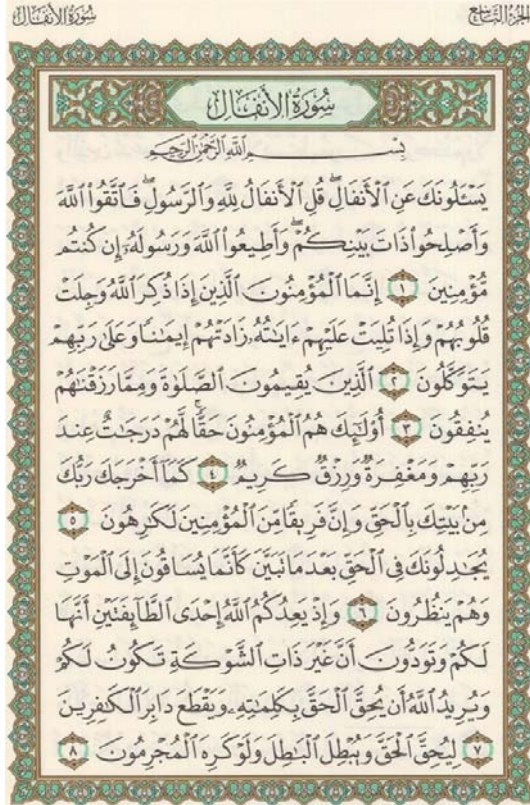 الجزء التاسع
سورة الأنفال
سُورَةُ الأَنفَال
بِسْمِ ٱللَّهِ ٱلرَّحْمَٰنِ ٱلرَّحِيمِ
يَسْـَٔلُونَكَ عَنِ ٱلْأَنفَالِۖ قُلِ ٱلْأَنفَالُ لِلَّهِ وَٱلرَّسُولِۖ فَٱتَّقُوا۟ ٱللَّهَ
وَأَصْلِحُوا۟ ذَاتَ بَيْنِكُمْۖ وَأَطِيعُوا۟ ٱللَّهَ وَرَسُولَهُۥٓ إِن كُنتُم
مُّؤْمِنِينَ ١ إِنَّمَا ٱلْمُؤْمِنُونَ ٱلَّذِينَ إِذَا ذُكِرَ ٱللَّهُ وَجِلَتْ
قُلُوبُهُمْ وَإِذَا تُلِيَتْ عَلَيْهِمْ ءَايَٰتُهُۥ زَادَتْهُمْ إِيمَٰنًا وَعَلَىٰ رَبِّهِمْ
يَتَوَكَّلُونَ ٢ ٱلَّذِينَ يُقِيمُونَ ٱلصَّلَوٰةَ وَمِمَّا رَزَقْنَٰهُمْ
يُنفِقُونَ ٣ أُو۟لَٰٓئِكَ هُمُ ٱلْمُؤْمِنُونَ حَقًّاۚ لَّهُمْ دَرَجَٰتٌ عِندَ
رَبِّهِمْ وَمَغْفِرَةٌ وَرِزْقٌ كَرِيمٌ ٤ كَمَآ أَخْرَجَكَ رَبُّكَ
مِنۢ بَيْتِكَ بِٱلْحَقِّ وَإِنَّ فَرِيقًا مِّنَ ٱلْمُؤْمِنِينَ لَكَٰرِهُونَ ٥
يُجَٰدِلُونَكَ فِى ٱلْحَقِّ بَعْدَ مَا تَبَيَّنَ كَأَنَّمَا يُسَاقُونَ إِلَى ٱلْمَوْتِ
وَهُمْ يَنظُرُونَ ٦ وَإِذْ يَعِدُكُمُ ٱللَّهُ إِحْدَى ٱلطَّآئِفَتَيْنِ أَنَّهَا
لَكُمْ وَتَوَدُّونَ أَنَّ غَيْرَ ذَاتِ ٱلشَّوْكَةِ تَكُونُ لَكُمْ
وَيُرِيدُ ٱللَّهُ أَن يُحِقَّ ٱلْحَقَّ بِكَلِمَٰتِهِۦ وَيَقْطَعَ دَابِرَ ٱلْكَٰفِرِينَ
٧ لِيُحِقَّ ٱلْحَقَّ وَيُبْطِلَ ٱلْبَٰطِلَ وَلَوْ كَرِهَ ٱلْمُجْرِمُونَ ٨